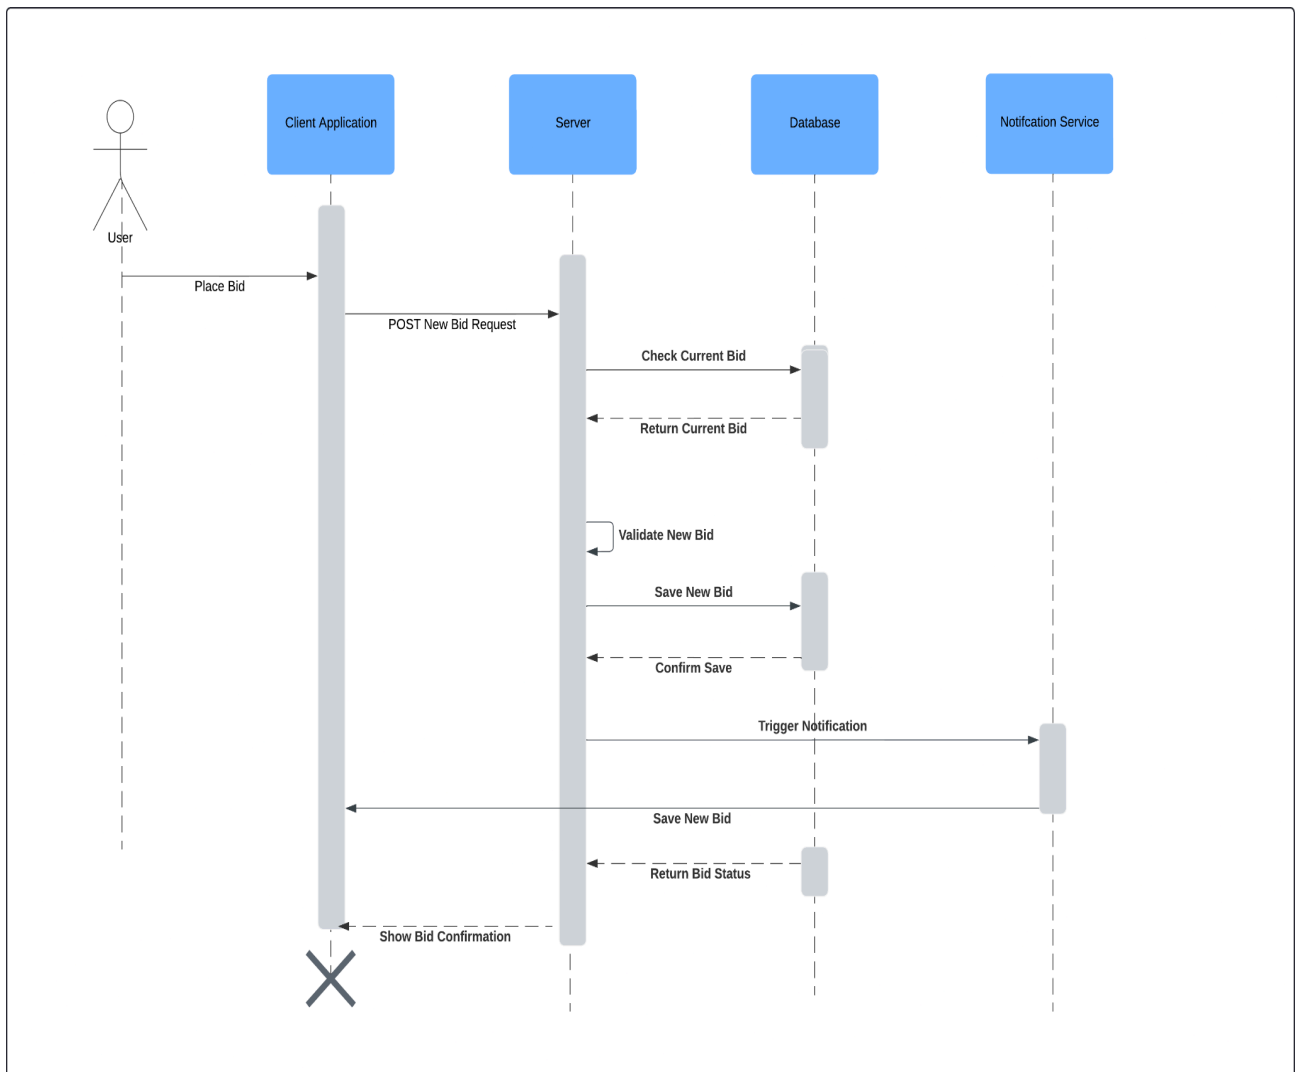 Client Application
Server
Database
Notifcation Service
User
Place Bid
POST New Bid Request
Check Current Bid
Return Current Bid
Validate New Bid
Save New Bid
Confirm Save
Trigger Notification
Save New Bid
Return Bid Status
Show Bid Confirmation